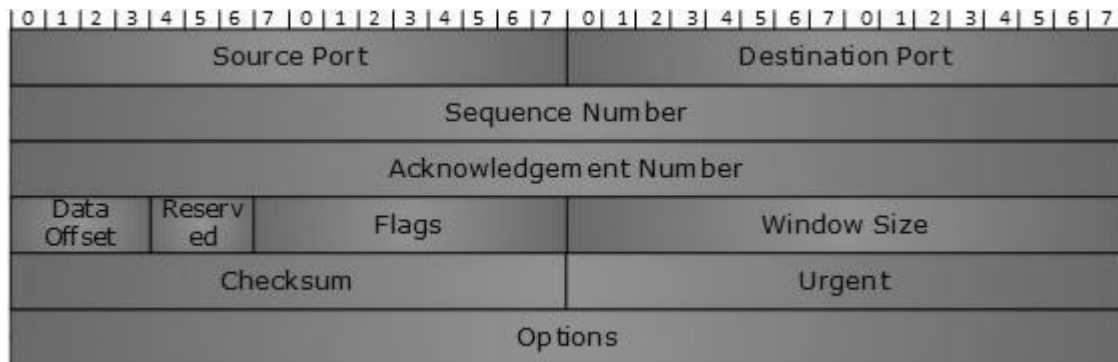 0 1 2 3 4 5 6 7 0 1 2 3 4 5 6 7 0 1 2 3 4 5 6 7 0 1 2 3 4 5 6 7
Source Port Destination Port
Sequence Number
Acknowledgement Number
Data Offset Reserv ed Flags Window Size
Checksum Urgent
Options